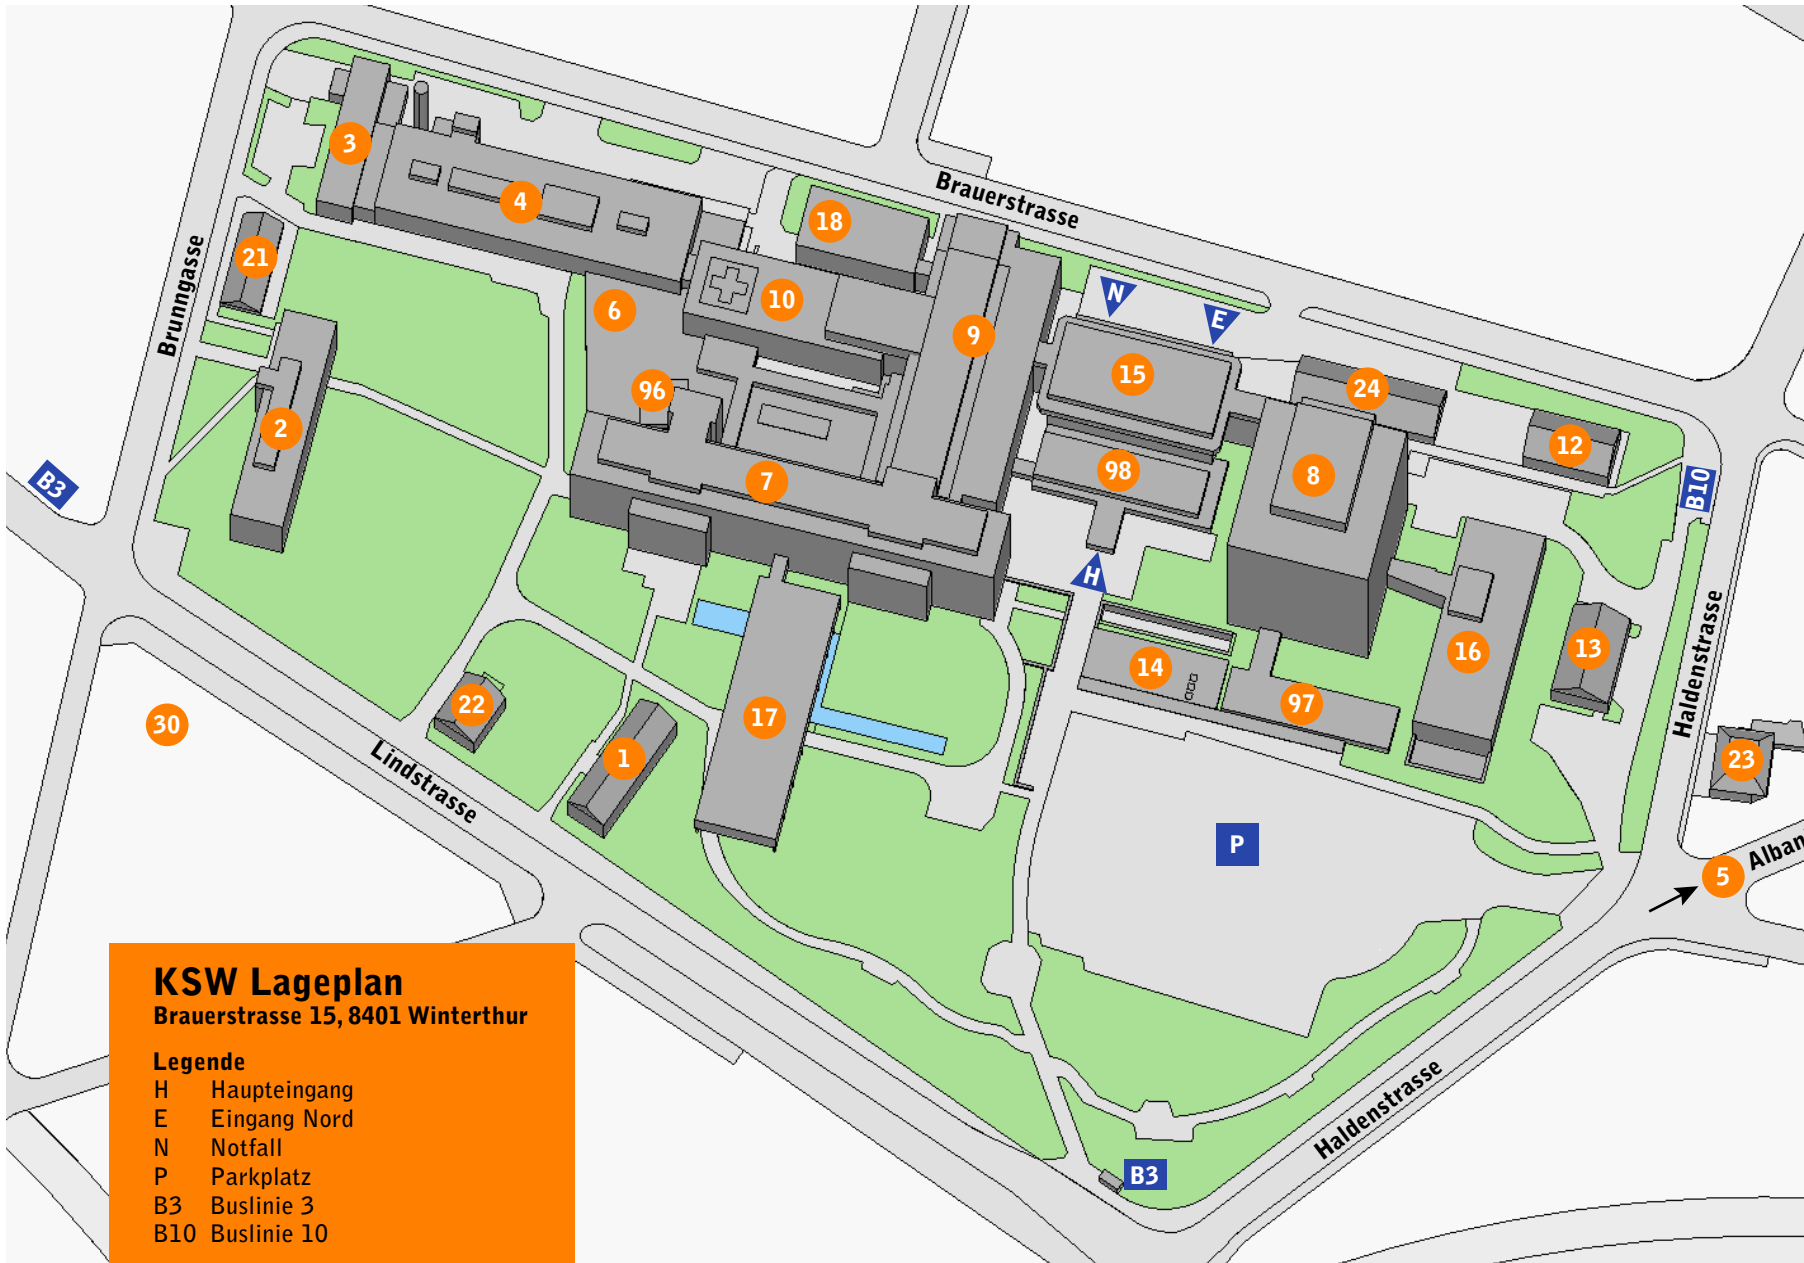 Brauerstrasse
3
4
18
21
N
E
10
6
9
15
Brunngasse
96
24
2
12
7
98
8
B3
B10
H
16
13
14
22
97
17
30
1
Haldenstrasse
23
Lindstrasse
P
Alban
5
KSW Lageplan
Brauerstrasse 15, 8401 Winterthur
Legende
H Haupteingang
E Eingang Nord
N Notfall
P Parkplatz
B3 Buslinie 3
B10 Buslinie 10
Haldenstrasse
B3